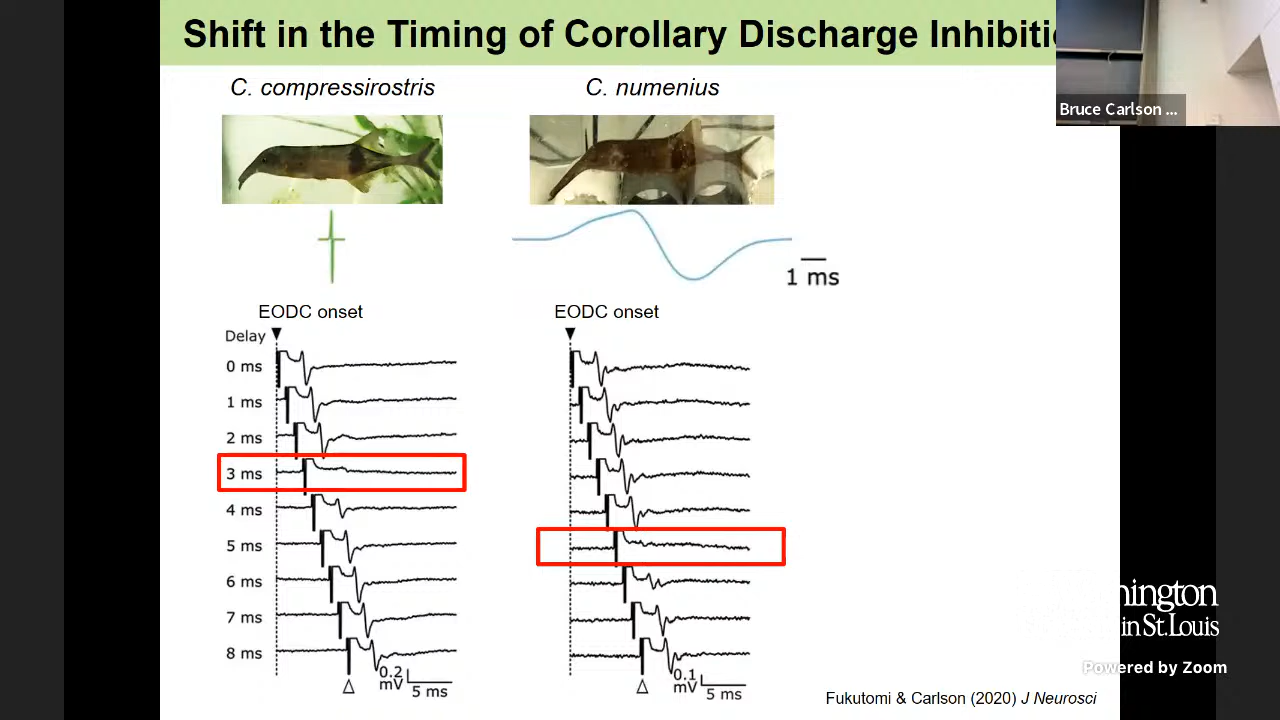 Shift in the Timing of Corollary Discharge
Bruce Carlson ...
C. compressirostris
C. numenius
1 ms
EODC onset
EODC onset
Delay
0 ms
1 ms
2 ms
3 ms
4 ms
5 ms
6 ms
7 ms
8 ms
0.2
mV
5 ms
0.1
mV
5 ms
in St.Louis
Powered by Zoom
Fukutomi & Carlson (2020) J Neurosci